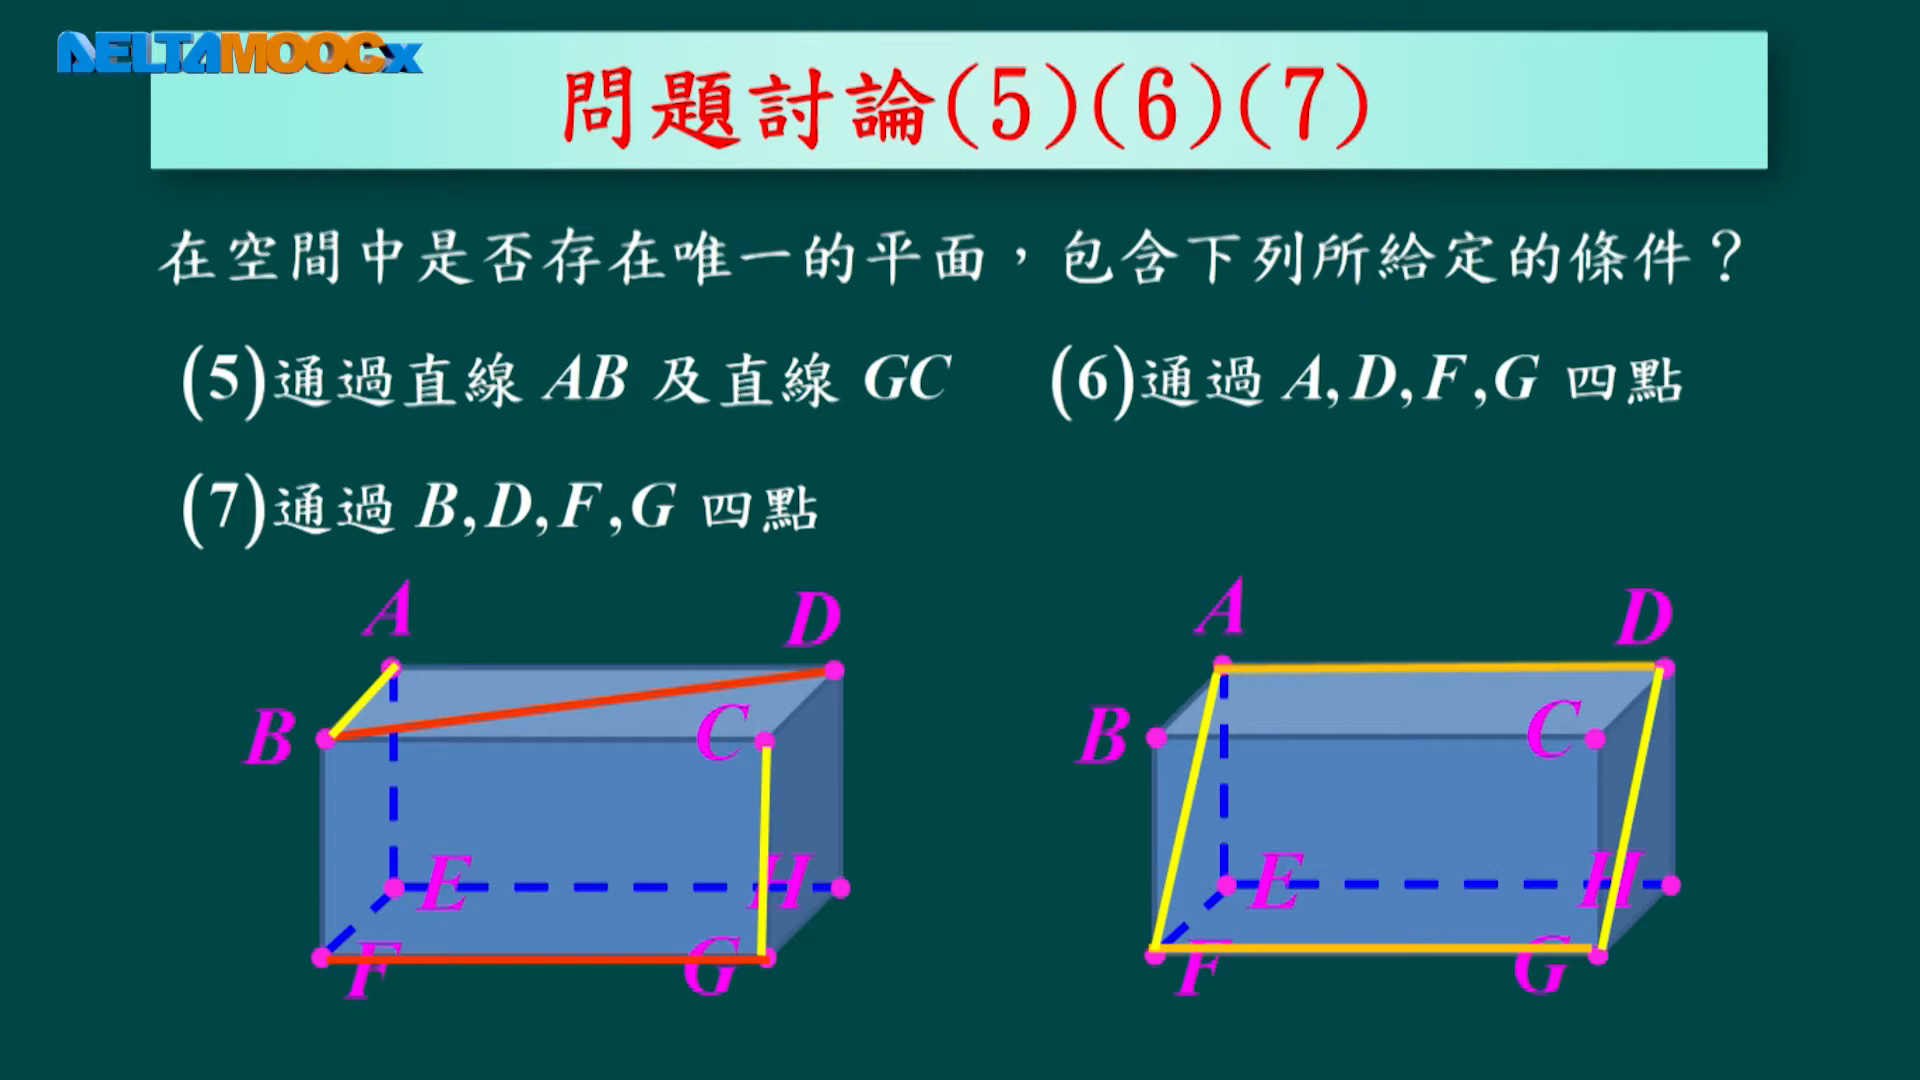 DELTAMOOCx
問題討論(5)(6)(7)
在空間中是否存在唯一的平面，包含下列所給定的條件？
(5)通過直線 AB 及直線 GC
(6)通過 A,D,F,G 四點
(7)通過 B,D,F,G 四點
A
D
B
C
E
H
F
G
A
D
B
C
E
H
F
G